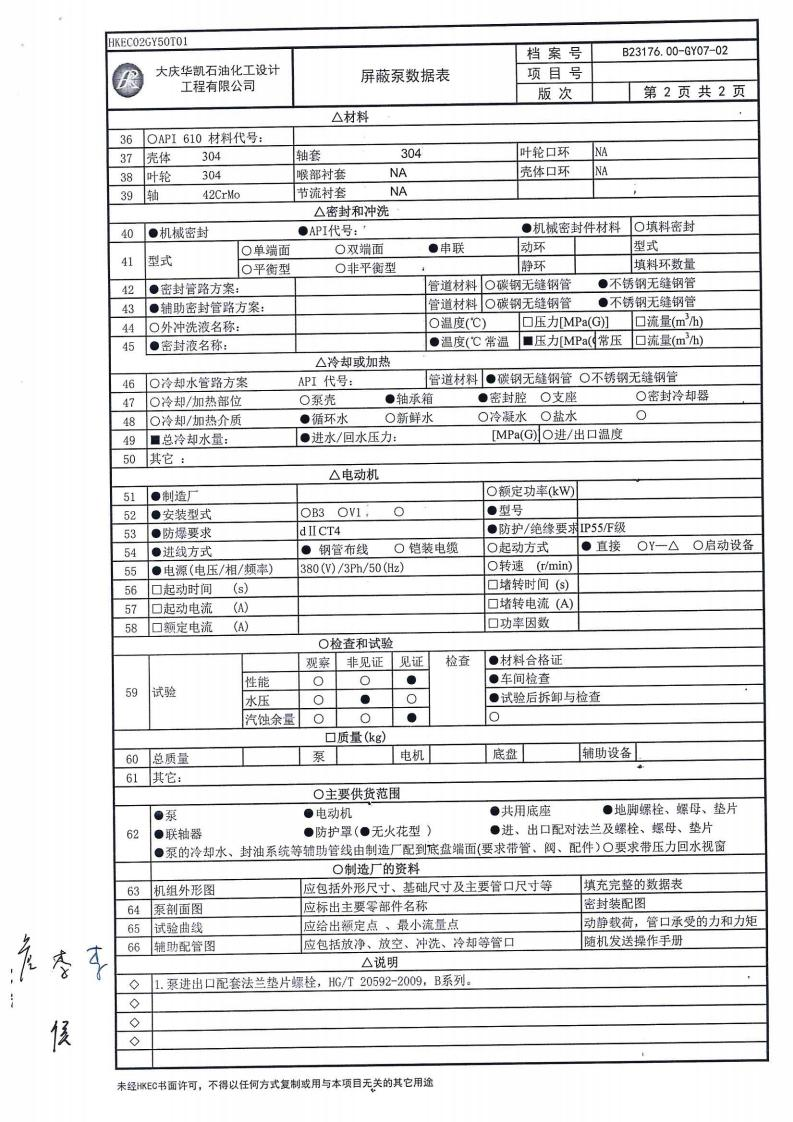 HKEC02GY50T01
大庆华凯石油化工设计
工程有限公司
屏蔽泵数据表
档 案 号 B23176.00-GY07-02
项 目 号
版 次 第 2 页 共 2 页
△材料
36 ○API 610 材料代号:
37 壳体 304 轴套 304 叶轮口环 NA
38 叶轮 304 喉部衬套 NA 壳体口环 NA
39 轴 42CrMo 节流衬套 NA
△密封和冲洗
40 ●机械密封 ●API代号: ●机械密封件材料 ○填料密封
41 型式 ○单端面 ○双端面 ●串联 动环 型式
○平衡型 ○非平衡型 静环 填料环数量
42 ●密封管路方案: 管道材料 ○碳钢无缝钢管 ●不锈钢无缝钢管
43 ●辅助密封管路方案: 管道材料 ○碳钢无缝钢管 ●不锈钢无缝钢管
44 ○外冲洗液名称: ○温度(℃) □压力[MPa(G)] □流量(m³/h)
45 ●密封液名称: ●温度(℃ 常温 ■压力[MPa(G 常压 □流量(m³/h)
△冷却或加热
46 ○冷却水管路方案 API 代号: 管道材料 ●碳钢无缝钢管 ○不锈钢无缝钢管
47 ○冷却/加热部位 ○泵壳 ●轴承箱 ●密封腔 ○支座 ○密封冷却器
48 ○冷却/加热介质 ●循环水 ○新鲜水 ○冷凝水 ○盐水 ○
49 ■总冷却水量: ●进水/回水压力: [MPa(G) ○进/出口温度
50 其它 :
△电动机
51 ●制造厂 ○额定功率(kW)
52 ●安装型式 ○B3 ○V1 ○ ●型号
53 ●防爆要求 dⅡCT4 ●防护/绝缘要求 IP55/F级
54 ●进线方式 ● 钢管布线 ○ 铠装电缆 ○起动方式 ● 直接 ○Y—△ ○启动设备
55 ●电源(电压/相/频率) 380(V)/3Ph/50(Hz) ○转速 (r/min)
56 □起动时间 (s) □堵转时间 (s)
57 □起动电流 (A) □堵转电流 (A)
58 □额定电流 (A) □功率因数
○检查和试验
观察 非见证 见证 检查 ●材料合格证
59 试验 性能 ○ ○ ● ●车间检查
水压 ○ ● ○ ●试验后拆卸与检查
汽蚀余量 ○ ○ ● ○
□质量(kg)
60 总质量 泵 电机 底盘 辅助设备
61 其它:
○主要供货范围
●泵 ●电动机 ●共用底座 ●地脚螺栓、螺母、垫片
62 ●联轴器 ●防护罩(●无火花型 ) ●进、出口配对法兰及螺栓、螺母、垫片
●泵的冷却水、封油系统等辅助管线由制造厂配到底盘端面(要求带管、阀、配件)○要求带压力回水视窗
○制造厂的资料
63 机组外形图 应包括外形尺寸、基础尺寸及主要管口尺寸等 填充完整的数据表
64 泵剖面图 应标出主要零部件名称 密封装配图
65 试验曲线 应给出额定点 、最小流量点 动静载荷,管口承受的力和力矩
66 辅助配管图 应包括放净、放空、冲洗、冷却等管口 随机发送操作手册
△说明
◇ 1.泵进出口配套法兰垫片螺栓,HG/T 20592-2009,B系列。
◇
◇
◇
未经HKEC书面许可,不得以任何方式复制或用与本项目无关的其它用途